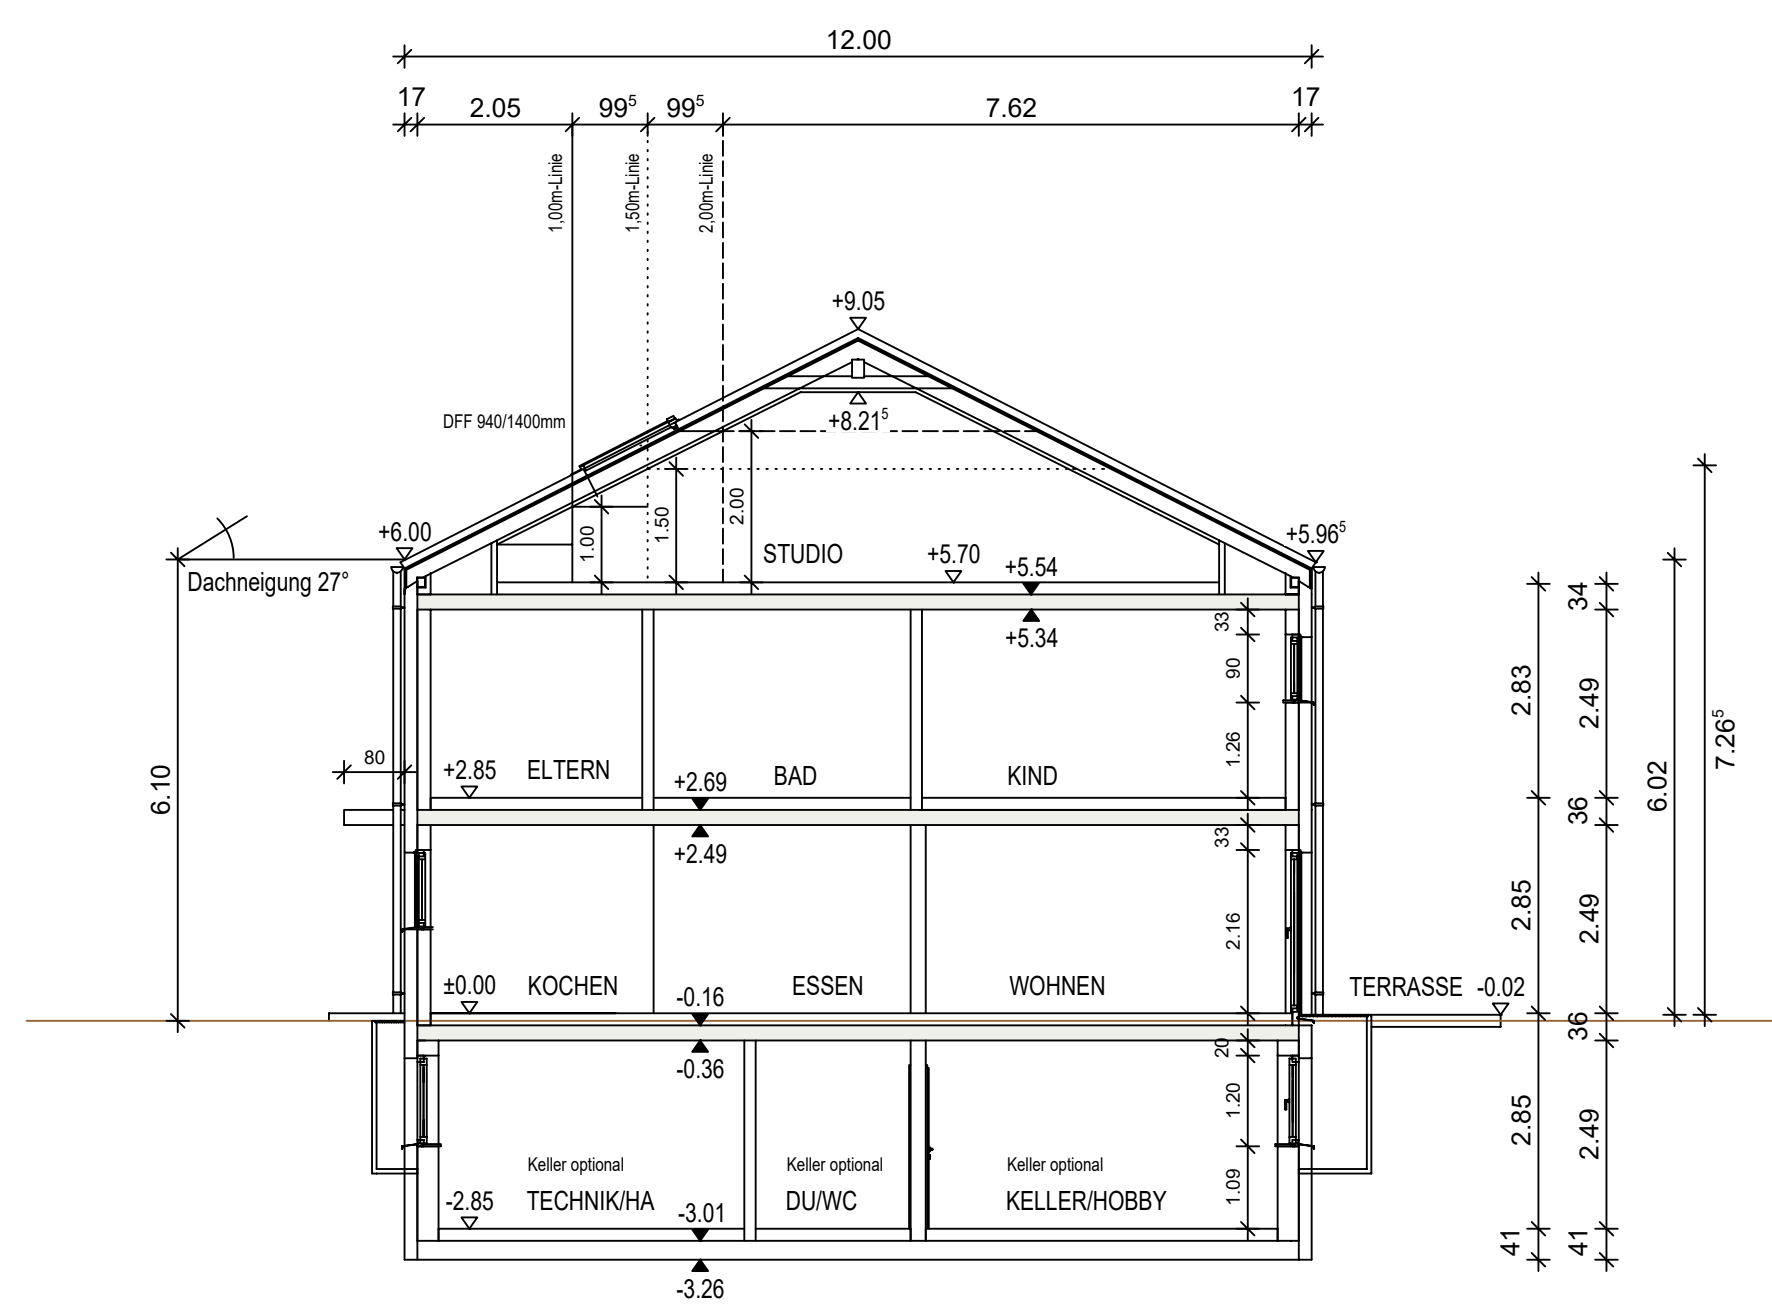 12.00
17 2.05 99⁵ 99⁵ 7.62 17
1,00m-Linie
1,50m-Linie
2,00m-Linie
+9.05
DFF 940/1400mm
+8.21⁵
+6.00
+5.96⁵
Dachneigung 27°
1.00
1.50
2.00
STUDIO
+5.70
+5.54
+5.34
33
90
1.26
80
+2.85
ELTERN
BAD
KIND
+2.69
+2.49
33
2.16
6.10
±0.00
KOCHEN
ESSEN
WOHNEN
TERRASSE -0.02
-0.16
-0.36
20
1.20
1.09
Keller optional
TECHNIK/HA
Keller optional
DU/WC
Keller optional
KELLER/HOBBY
-2.85
-3.01
-3.26
2.83
2.85
2.85
41
34
2.49
36
2.49
36
2.49
41
6.02
7.26⁵